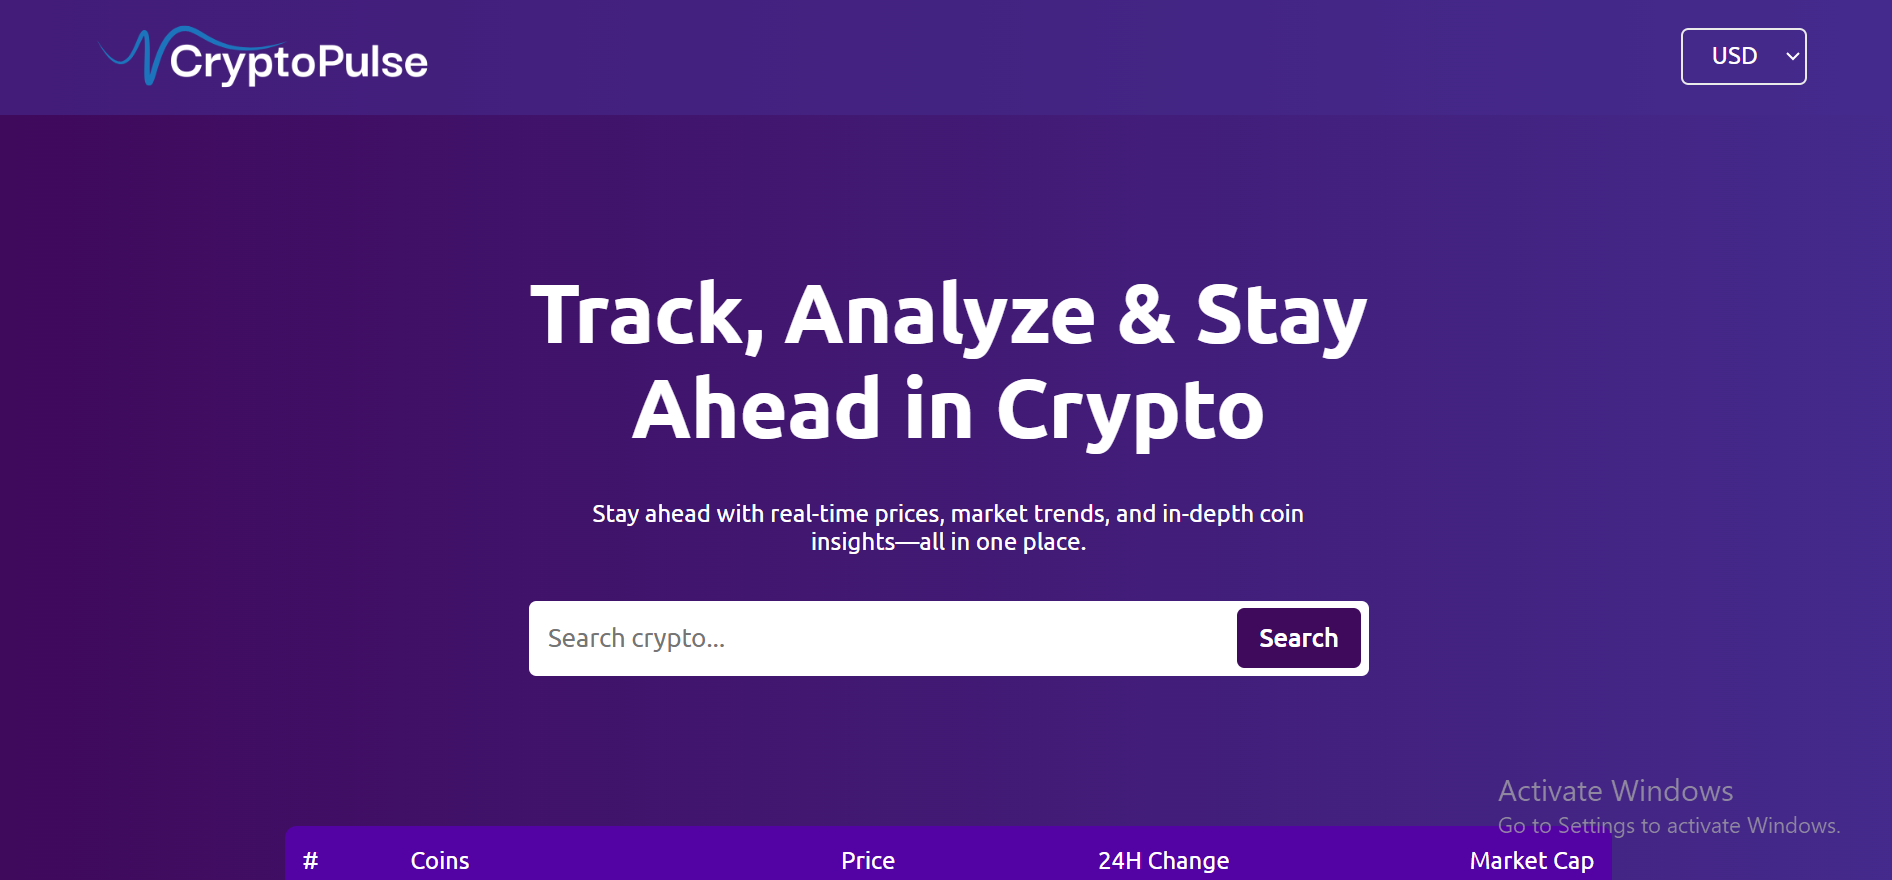 CryptoPulse
USD
Track, Analyze & Stay
Ahead in Crypto
Stay ahead with real-time prices, market trends, and in-depth coin
insights—all in one place.
Search crypto...
Search
Activate Windows
Go to Settings to activate Windows.
# Coins Price 24H Change Market Cap